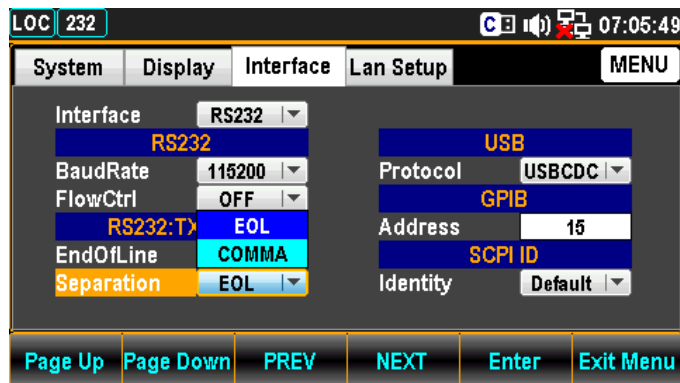 LOC 232 C 07:05:49
System Display Interface Lan Setup MENU
Interface RS232
RS232 USB
BaudRate 115200 Protocol USBCDC
FlowCtrl OFF GPIB
RS232:TX EOL Address 15
EndOfLine COMMA SCPI ID
Separation EOL Identity Default
Page Up Page Down PREV NEXT Enter Exit Menu